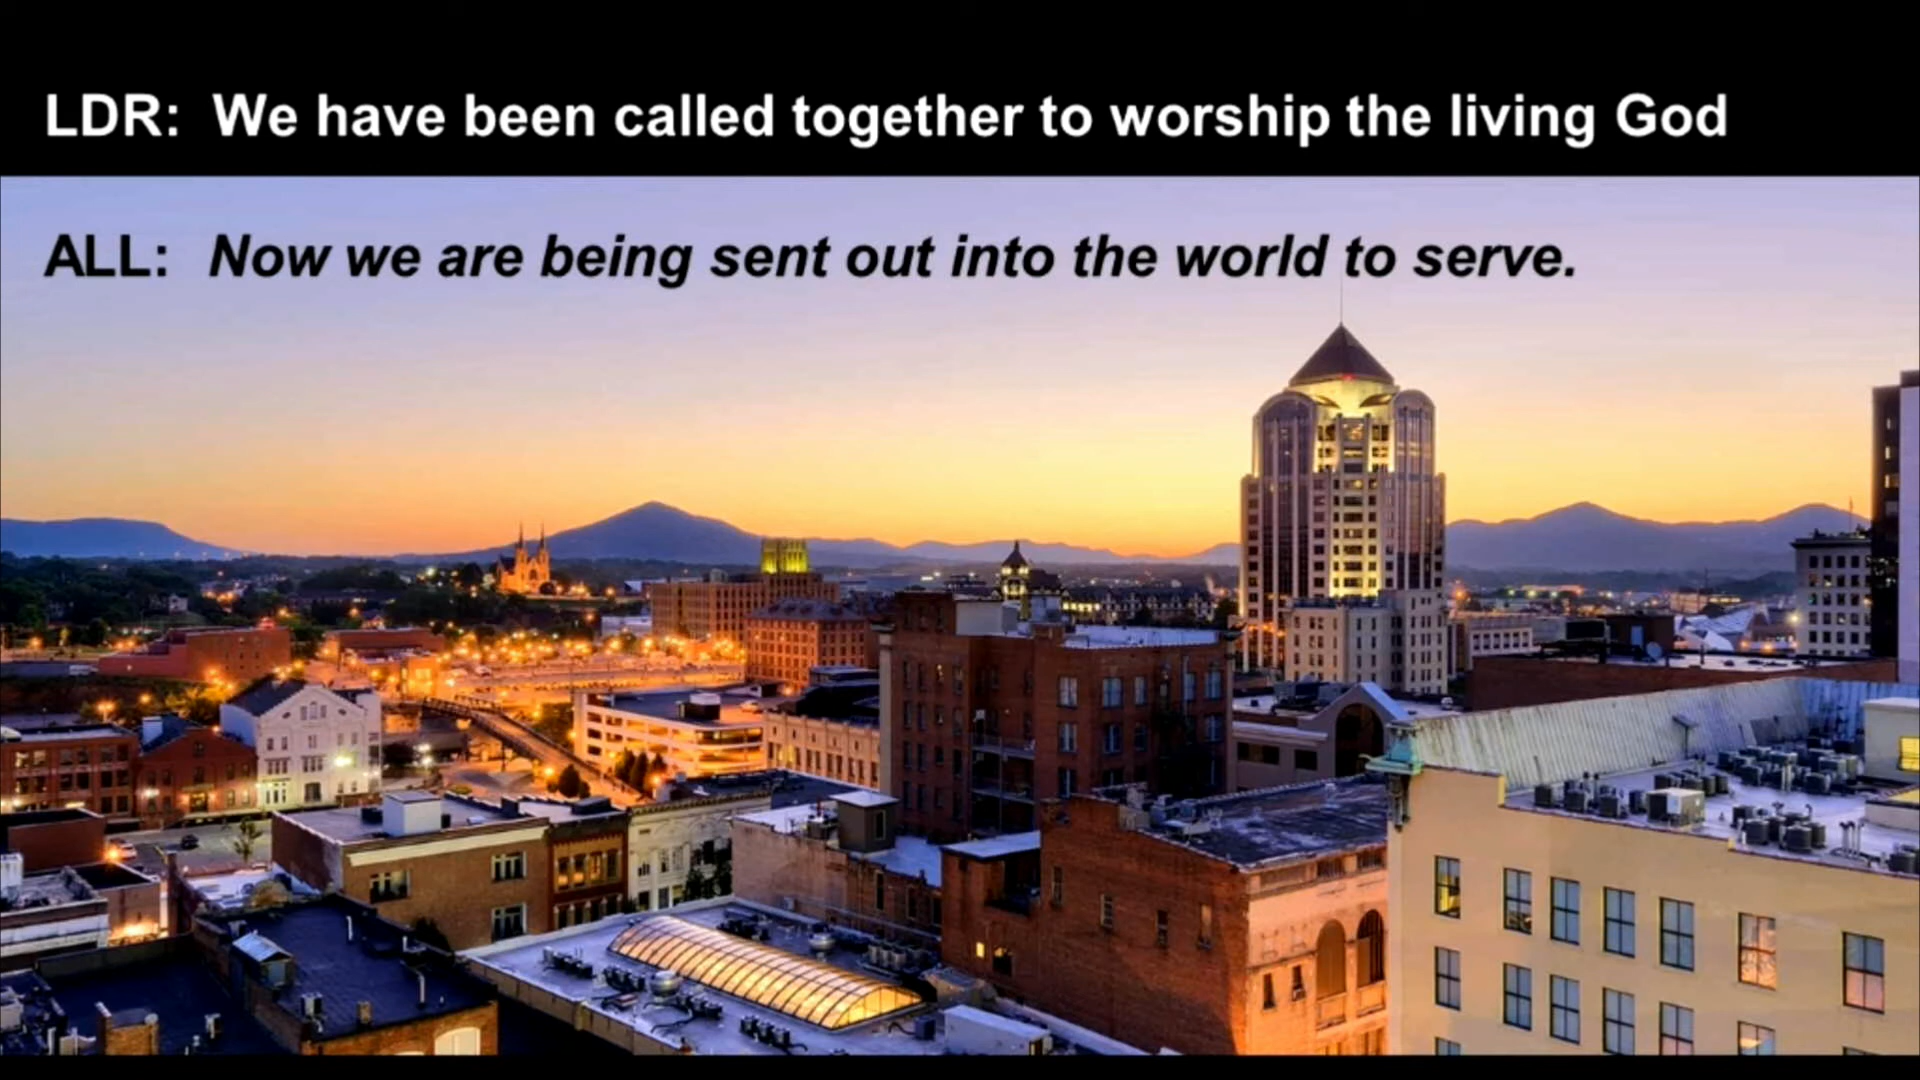 LDR: We have been called together to worship the living God
ALL: Now we are being sent out into the world to serve.